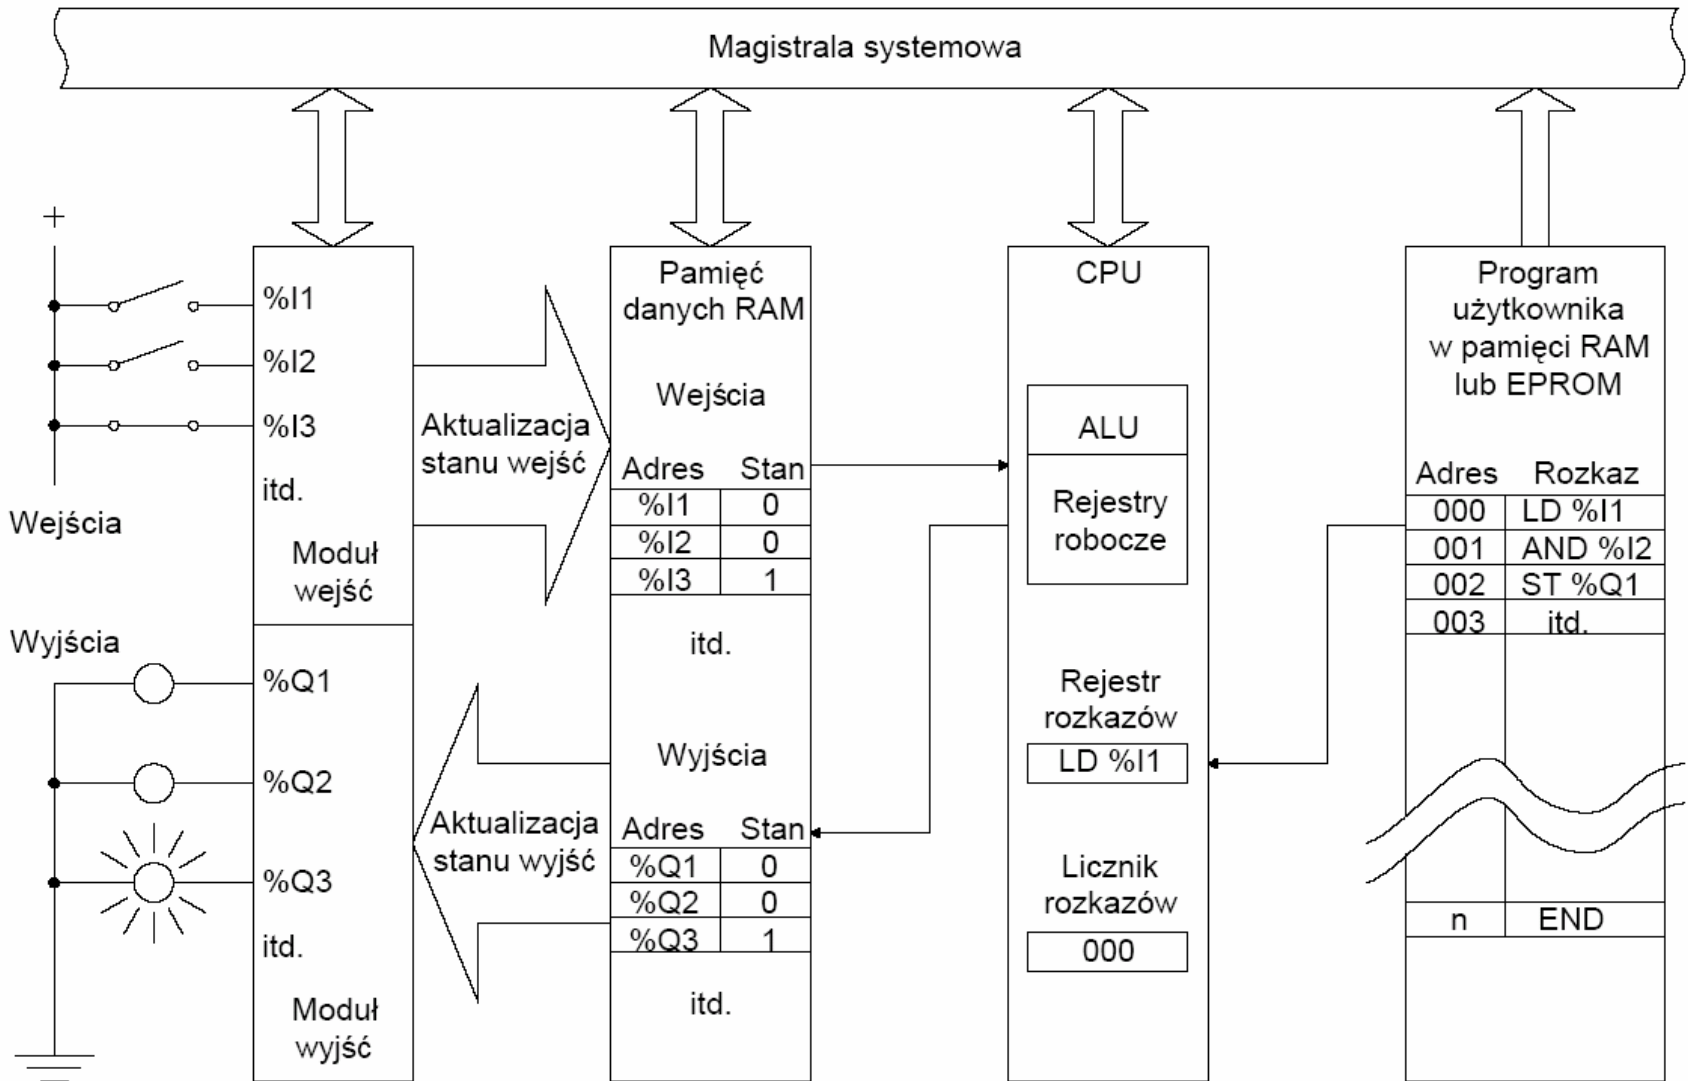 Magistrala systemowa
+
%I1
%I2
%I3
itd.
Wejścia
Moduł
wejść
Wyjścia
%Q1
%Q2
%Q3
itd.
Moduł
wyjść
Aktualizacja
stanu wejść
Aktualizacja
stanu wyjść
Pamięć
danych RAM
Wejścia
Adres Stan
%I1 0
%I2 0
%I3 1
itd.
Wyjścia
Adres Stan
%Q1 0
%Q2 0
%Q3 1
itd.
CPU
ALU
Rejestry
robocze
Rejestr
rozkazów
LD %I1
Licznik
rozkazów
000
Program
użytkownika
w pamięci RAM
lub EPROM
Adres Rozkaz
000 LD %I1
001 AND %I2
002 ST %Q1
003 itd.
n END